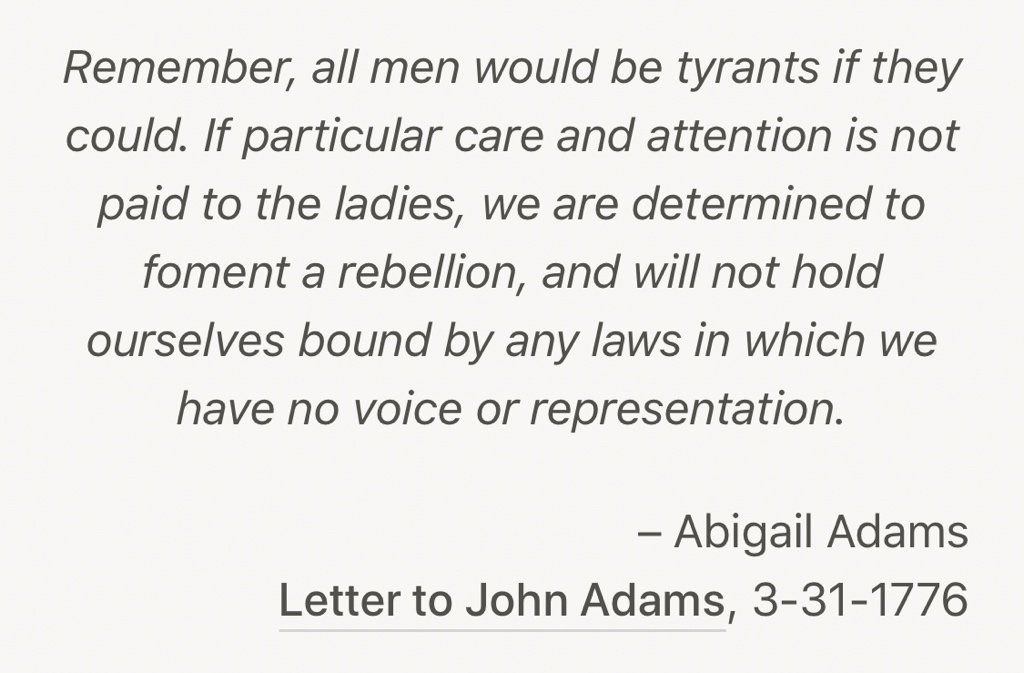 Remember, all men would be tyrants if they
could. If particular care and attention is not
paid to the ladies, we are determined to
foment a rebellion, and will not hold
ourselves bound by any laws in which we
have no voice or representation.
– Abigail Adams
Letter to John Adams, 3-31-1776